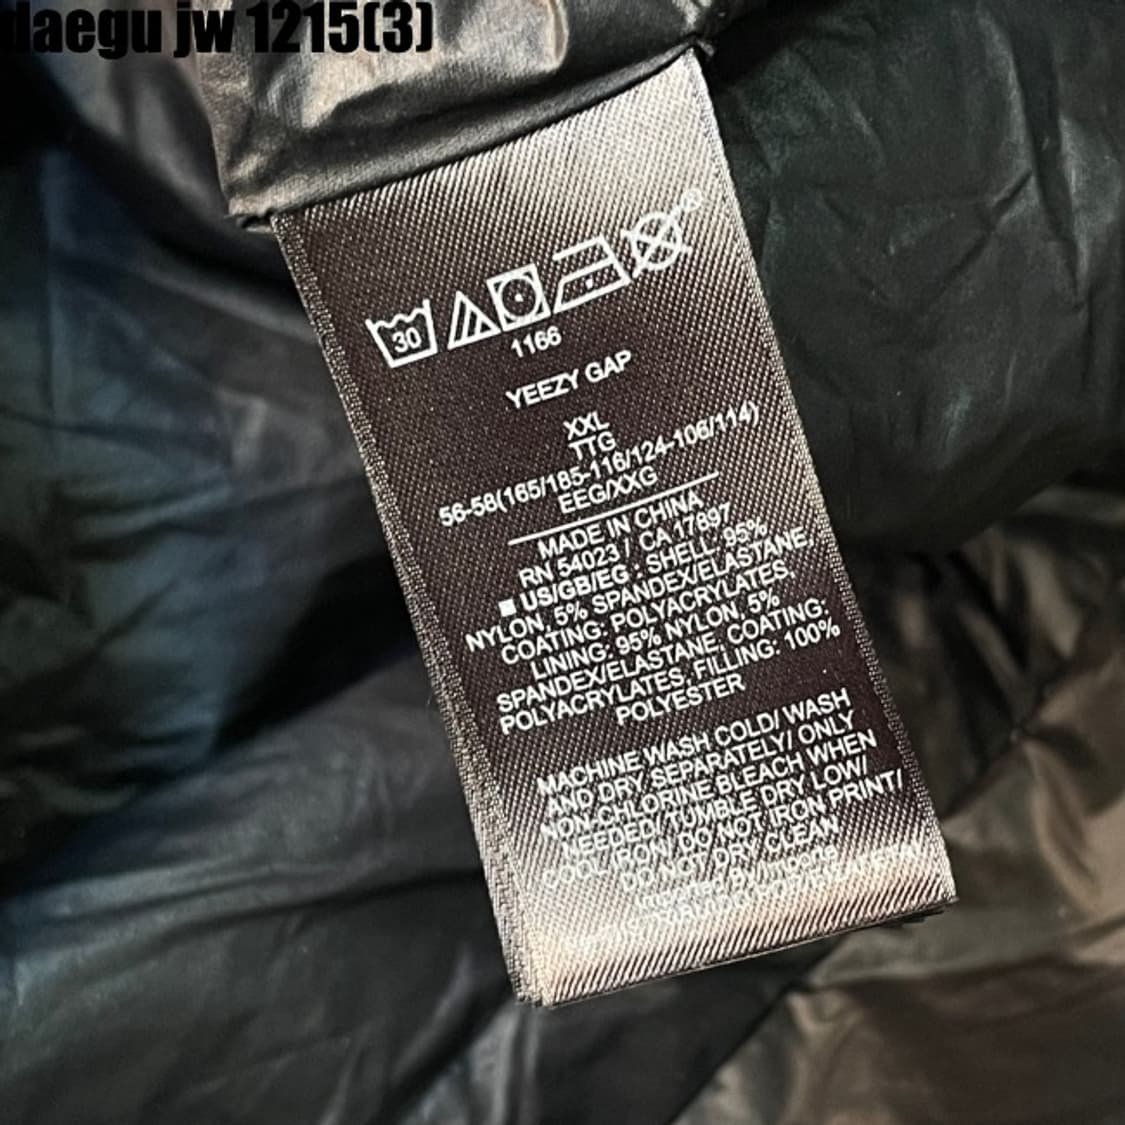 daegu jw 1215(3)
30
1166
YEEZY GAP
XXL
TTG
56-58(165/185-116/124-106/114)
EEG/XXG
MADE IN CHINA
RN 54023 / CA 17897
US/GB/EG : SHELL: 95%
NYLON, 5% SPANDEX/ELASTANE,
COATING: POLYACRYLATES,
LINING: 95% NYLON, 5%
SPANDEX/ELASTANE, COATING:
POLYACRYLATES, FILLING: 100%
POLYESTER
MACHINE WASH COLD/ WASH
AND DRY SEPARATELY/ ONLY
NON-CHLORINE BLEACH WHEN
NEEDED/ TUMBLE DRY LOW/
COOL IRON/ DO NOT IRON PRINT/
DO NOT DRY CLEAN